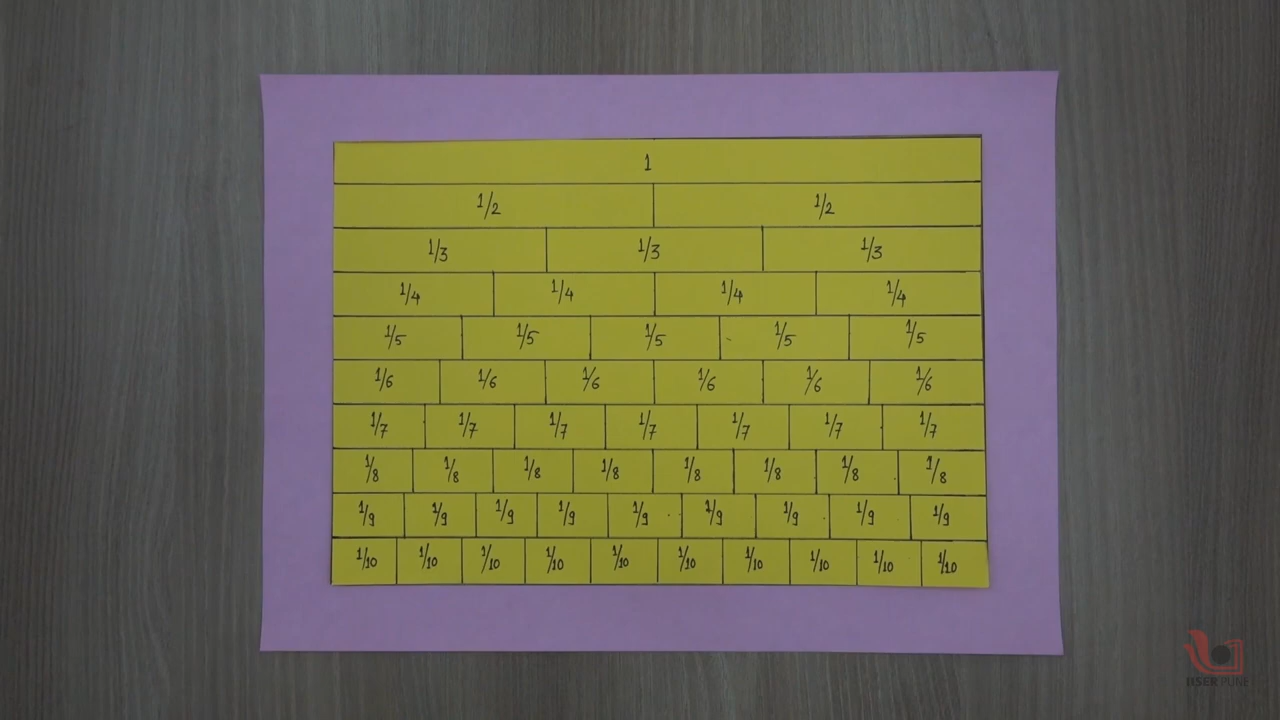 1
1/2 1/2
1/3 1/3 1/3
1/4 1/4 1/4 1/4
1/5 1/5 1/5 1/5 1/5
1/6 1/6 1/6 1/6 1/6 1/6
1/7 1/7 1/7 1/7 1/7 1/7 1/7
1/8 1/8 1/8 1/8 1/8 1/8 1/8 1/8
1/9 1/9 1/9 1/9 1/9 1/9 1/9 1/9 1/9
1/10 1/10 1/10 1/10 1/10 1/10 1/10 1/10 1/10 1/10
IISER PUNE